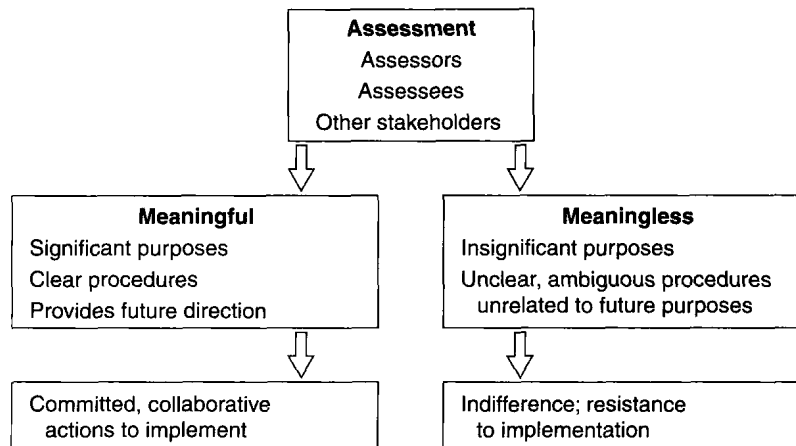 Assessment
Assessors
Assessees
Other stakeholders
Meaningful
Significant purposes
Clear procedures
Provides future direction
Meaningless
Insignificant purposes
Unclear, ambiguous procedures
unrelated to future purposes
Committed, collaborative
actions to implement
Indifference; resistance
to implementation